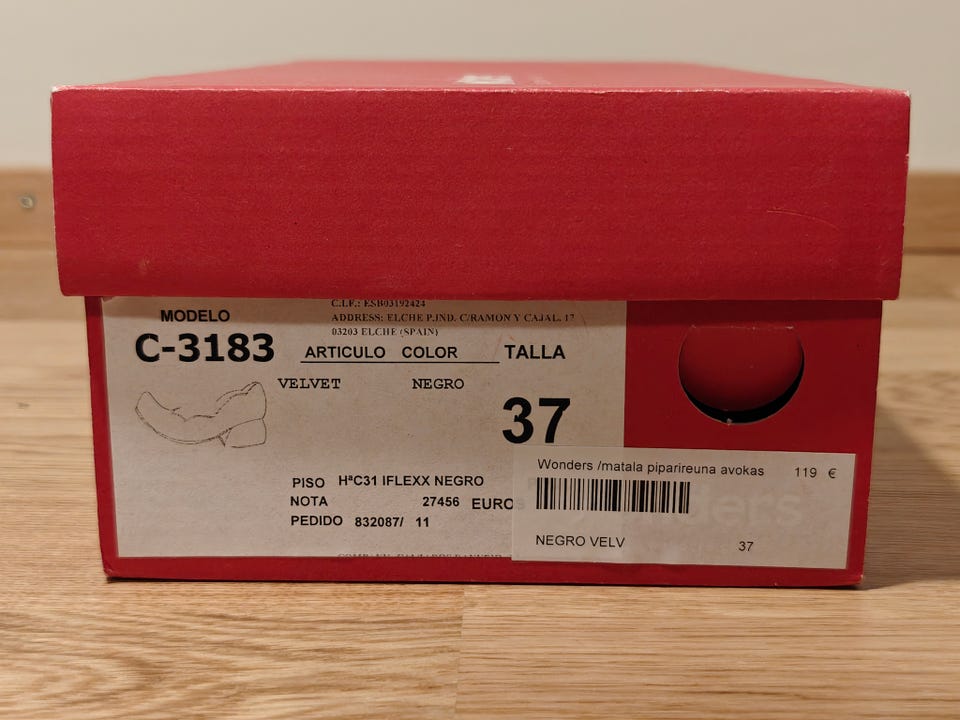 C.I.F.: ESB03192424
MODELO
ADDRESS: ELCHE P.IND. C/RAMON Y CAJAL. 17
03203 ELCHE (SPAIN)
C-3183
ARTICULO COLOR TALLA
VELVET NEGRO
37
PISO HªC31 IFLEXX NEGRO
NOTA 27456 EURO
PEDIDO 832087/ 11
Wonders /matala piparireuna avokas 119 €
NEGRO VELV 37